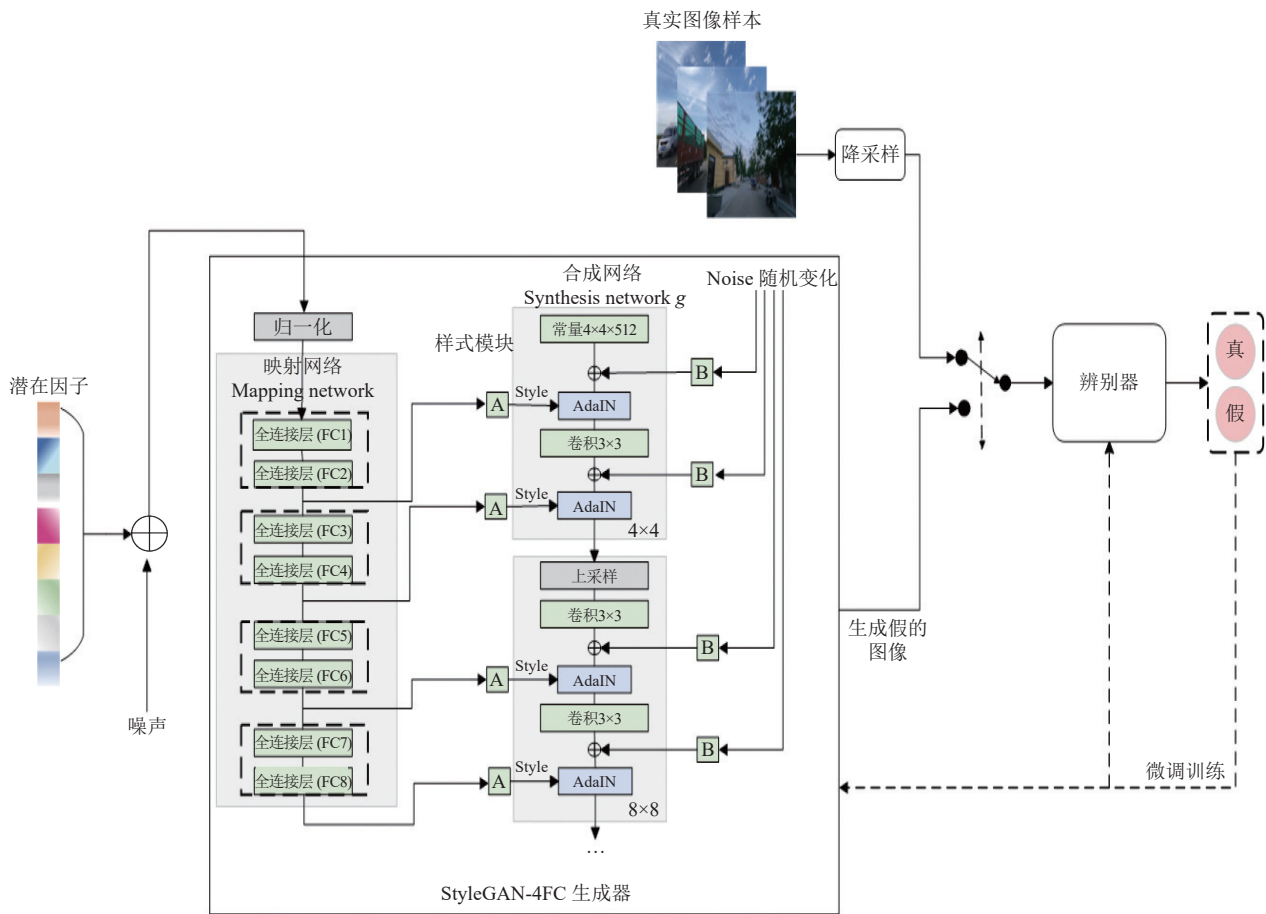 真实图像样本
降采样
合成网络
Synthesis network g
Noise 随机变化
归一化
常量4×4×512
样式模块
映射网络
Mapping network
潜在因子
B
A
Style
AdaIN
全连接层 (FC1)
卷积3×3
全连接层 (FC2)
B
A
Style
AdaIN
4×4
全连接层 (FC3)
全连接层 (FC4)
上采样
卷积3×3
全连接层 (FC5)
B
全连接层 (FC6)
A
Style
AdaIN
卷积3×3
全连接层 (FC7)
B
全连接层 (FC8)
A
Style
AdaIN
8×8
…
噪声
StyleGAN-4FC 生成器
生成假的
图像
辨别器
真
假
微调训练